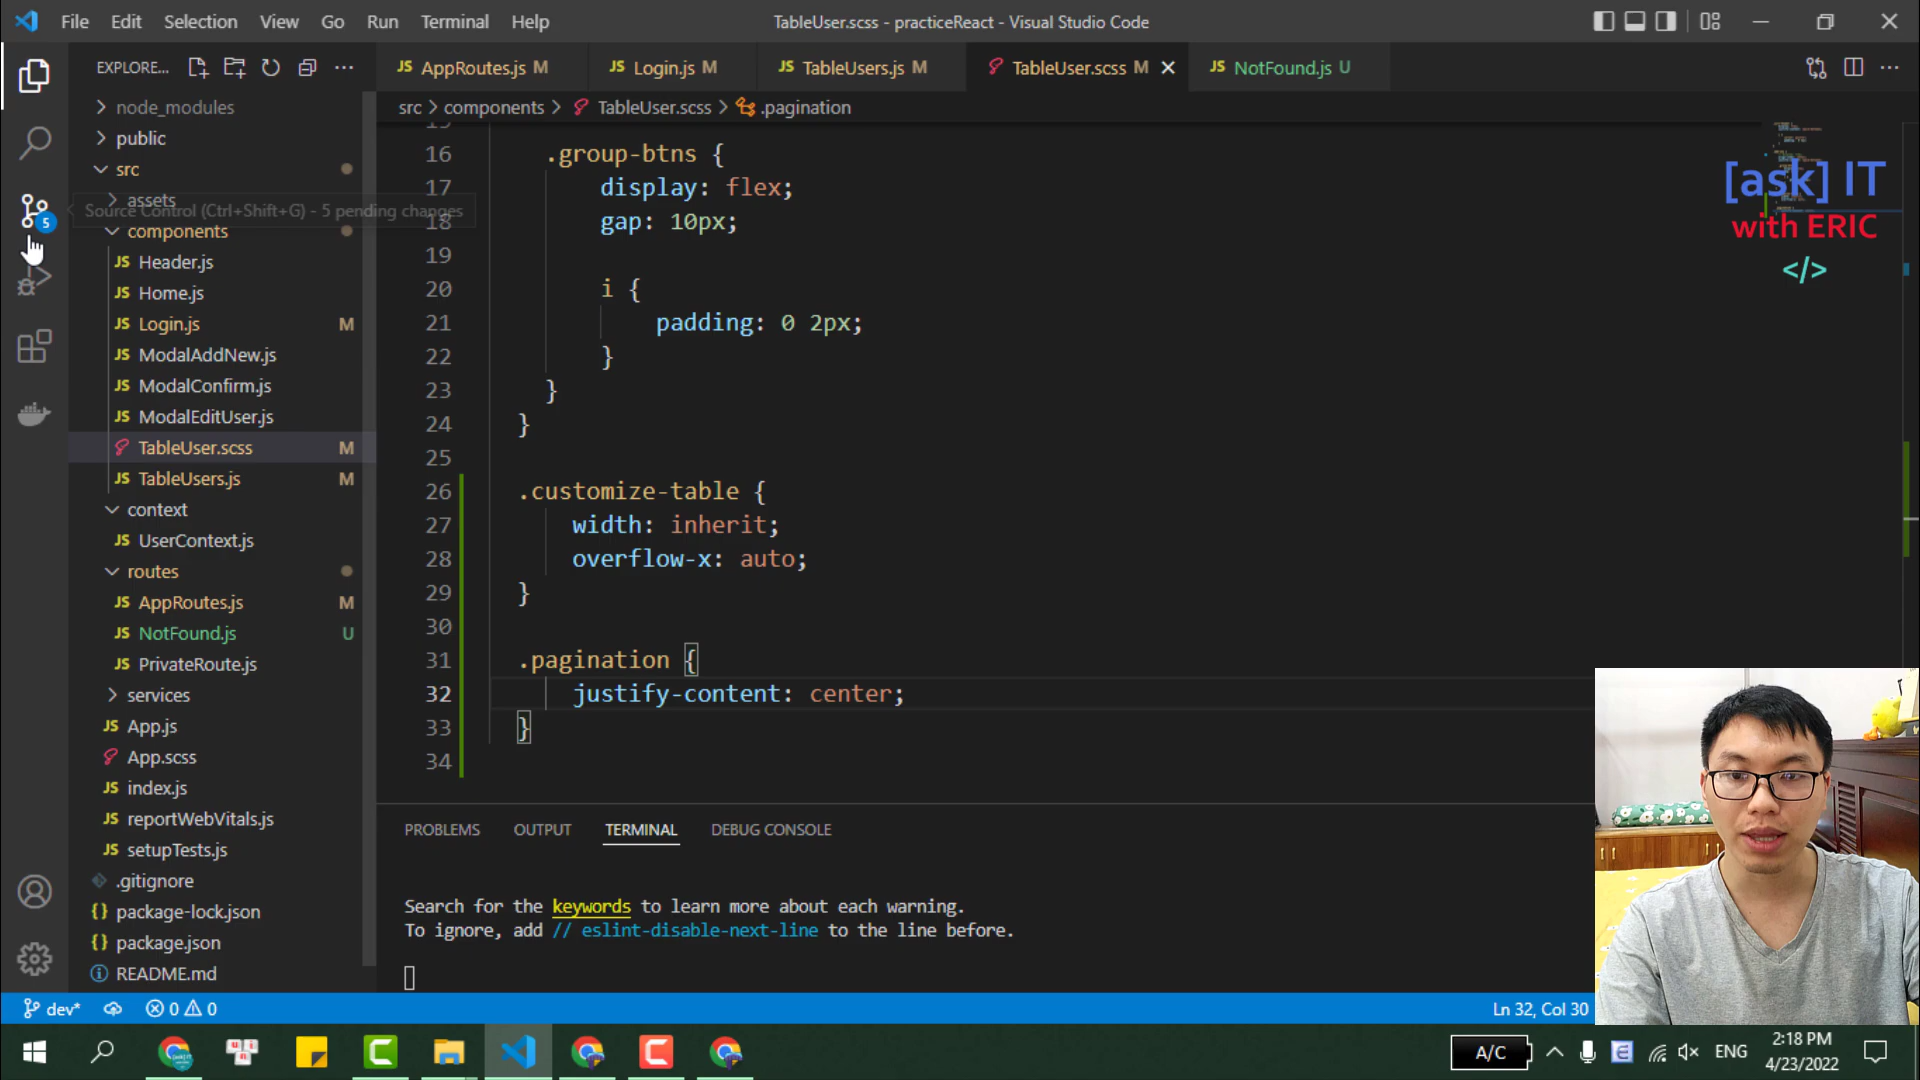 File Edit Selection View Go Run Terminal Help
TableUser.scss - practiceReact - Visual Studio Code
EXPLORE...
node_modules
public
src
assets
Source Control (Ctrl+Shift+G) - 5 pending changes
5
components
Header.js
Home.js
Login.js M
ModalAddNew.js
ModalConfirm.js
ModalEditUser.js
TableUser.scss M
TableUsers.js M
context
UserContext.js
routes
AppRoutes.js M
NotFound.js U
PrivateRoute.js
services
App.js
App.scss
index.js
reportWebVitals.js
setupTests.js
.gitignore
package-lock.json
package.json
README.md
JS AppRoutes.js M
JS Login.js M
JS TableUsers.js M
TableUser.scss M
JS NotFound.js U
src > components > TableUser.scss > .pagination
16 .group-btns {
17 display: flex;
18 gap: 10px;
19
20 i {
21 padding: 0 2px;
22 }
23 }
24 }
25
26 .customize-table {
27 width: inherit;
28 overflow-x: auto;
29 }
30
31 .pagination {
32 justify-content: center;
33 }
34
[ask] IT
with ERIC
</>
PROBLEMS OUTPUT TERMINAL DEBUG CONSOLE
Search for the keywords to learn more about each warning.
To ignore, add // eslint-disable-next-line to the line before.
dev* 0 0
Ln 32, Col 30
A/C ENG
2:18 PM
4/23/2022